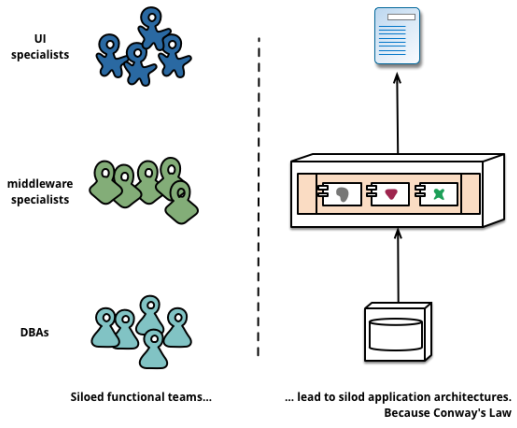 UI
specialists
middleware
specialists
DBAs
Siloed functional teams...
... lead to silod application architectures.
Because Conway's Law